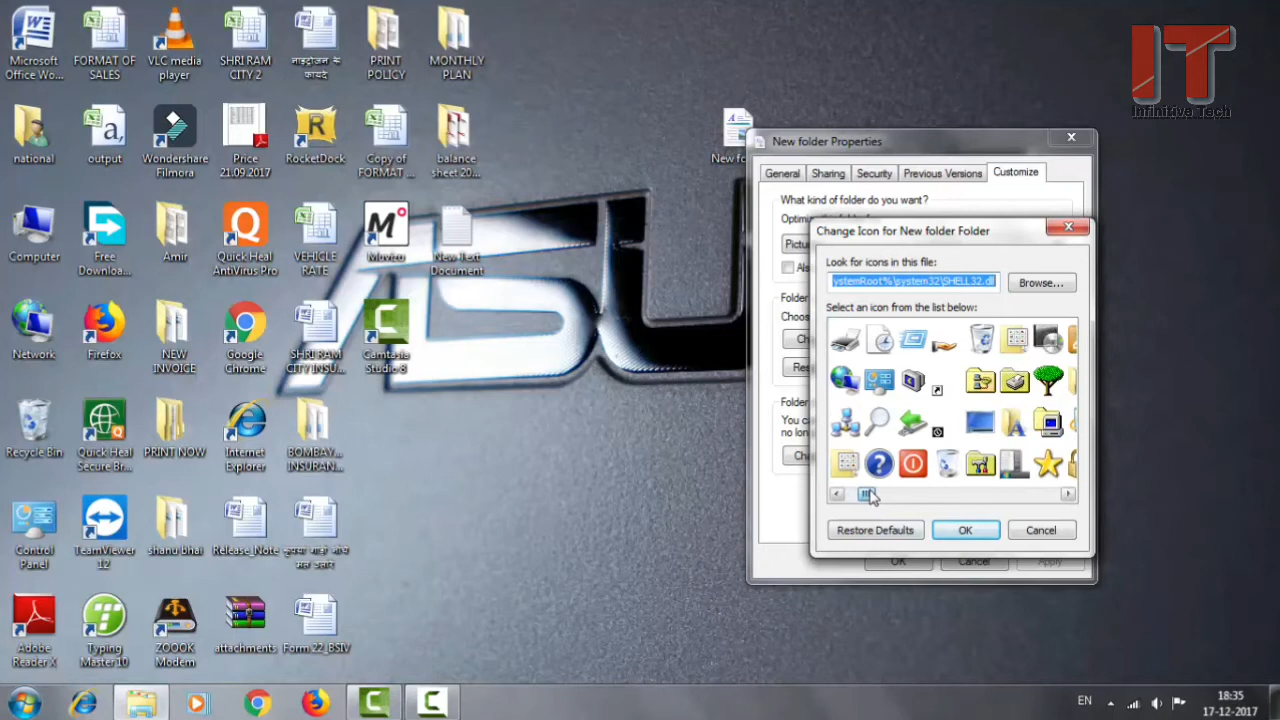 Microsoft
Office Wo...
FORMAT OF
SALES
VLC media
player
SHRI RAM
CITY 2
नाइट्रोजन के
फायदे
PRINT
POLICY
MONTHLY
PLAN
national
output
Wondershare
Filmora
Price
21.09.2017
RocketDock
Copy of
FORMAT ...
balance
sheet 20...
Computer
Free
Downloa...
Amir
Quick Heal
AntiVirus Pro
VEHICLE
RATE
Muvizu
New Text
Document
Network
Firefox
NEW
INVOICE
Google
Chrome
SHRI RAM
CITY INSU...
Camtasia
Studio 8
Recycle Bin
Quick Heal
Secure Br...
PRINT NOW
Internet
Explorer
BOMBAY
INSURAN...
Control
Panel
TeamViewer
12
shanu bhai
Release_Note
Adobe
Reader X
Typing
Master 10
ZOOOK
Modem
attachments
Form 22_BSIV
IT
Infinitive Tech
New fo
New folder Properties
General
Sharing
Security
Previous Versions
Customize
What kind of folder do you want?
Optimi
Pictu
Als
Folder
Choos
Ch
Res
Folder
You ca
no lon
Cha
OK
Cancel
Apply
Change Icon for New folder Folder
Look for icons in this file:
ystemRoot%\system32\SHELL32.dll
Browse...
Select an icon from the list below:
Restore Defaults
OK
Cancel
EN
18:35
17-12-2017